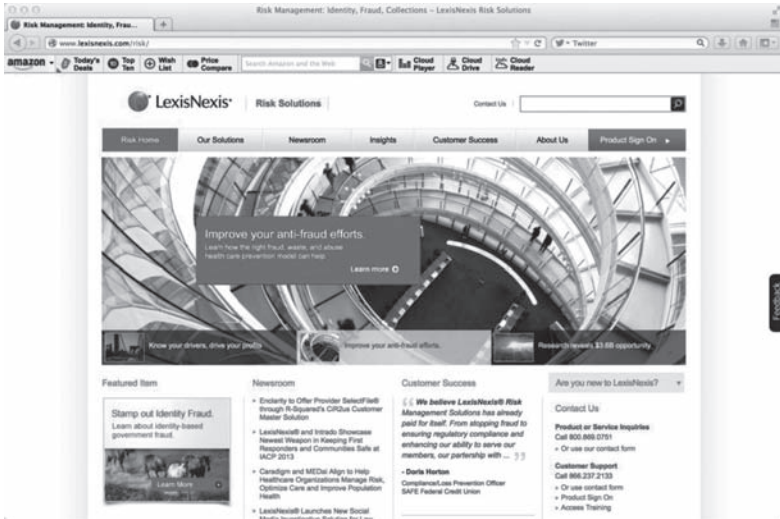 Risk Management: Identity, Fraud, Collections – LexisNexis Risk Solutions
Risk Management: Identity, Frau...
www.lexisnexis.com/risk/
Twitter
amazon
Today's Deals
Top Ten
Wish List
Price Compare
Search Amazon and the Web
Cloud Player
Cloud Drive
Cloud Reader
LexisNexis® Risk Solutions
Contact Us
Risk Home
Our Solutions
Newsroom
Insights
Customer Success
About Us
Product Sign On
Improve your anti-fraud efforts.
Learn how the right fraud, waste, and abuse
health care prevention model can help
Learn more
Know your drivers, drive your profits
Improve your anti-fraud efforts.
Research reveals $3.6B opportunity.
Feedback
Featured Item
Stamp out Identity Fraud.
Learn about identity-based
government fraud.
Learn More
Newsroom
Enclarity to Offer Provider SelectFile®
through R-Squared's CiR2us Customer
Master Solution
LexisNexis® and Intrado Showcase
Newest Weapon in Keeping First
Responders and Communities Safe at
IACP 2013
Caradigm and MEDai Align to Help
Healthcare Organizations Manage Risk,
Optimize Care and Improve Population
Health
LexisNexis® Launches New Social
Customer Success
We believe LexisNexis® Risk
Management Solutions has already
paid for itself. From stopping fraud to
ensuring regulatory compliance and
enhancing our ability to serve our
members, our partership with ...
- Doris Horton
Compliance/Loss Prevention Officer
SAFE Federal Credit Union
Are you new to LexisNexis?
Contact Us
Product or Service Inquiries
Call 800.869.0751
Or use our contact form
Customer Support
Call 866.237.2133
Or use contact form
Product Sign On
Access Training